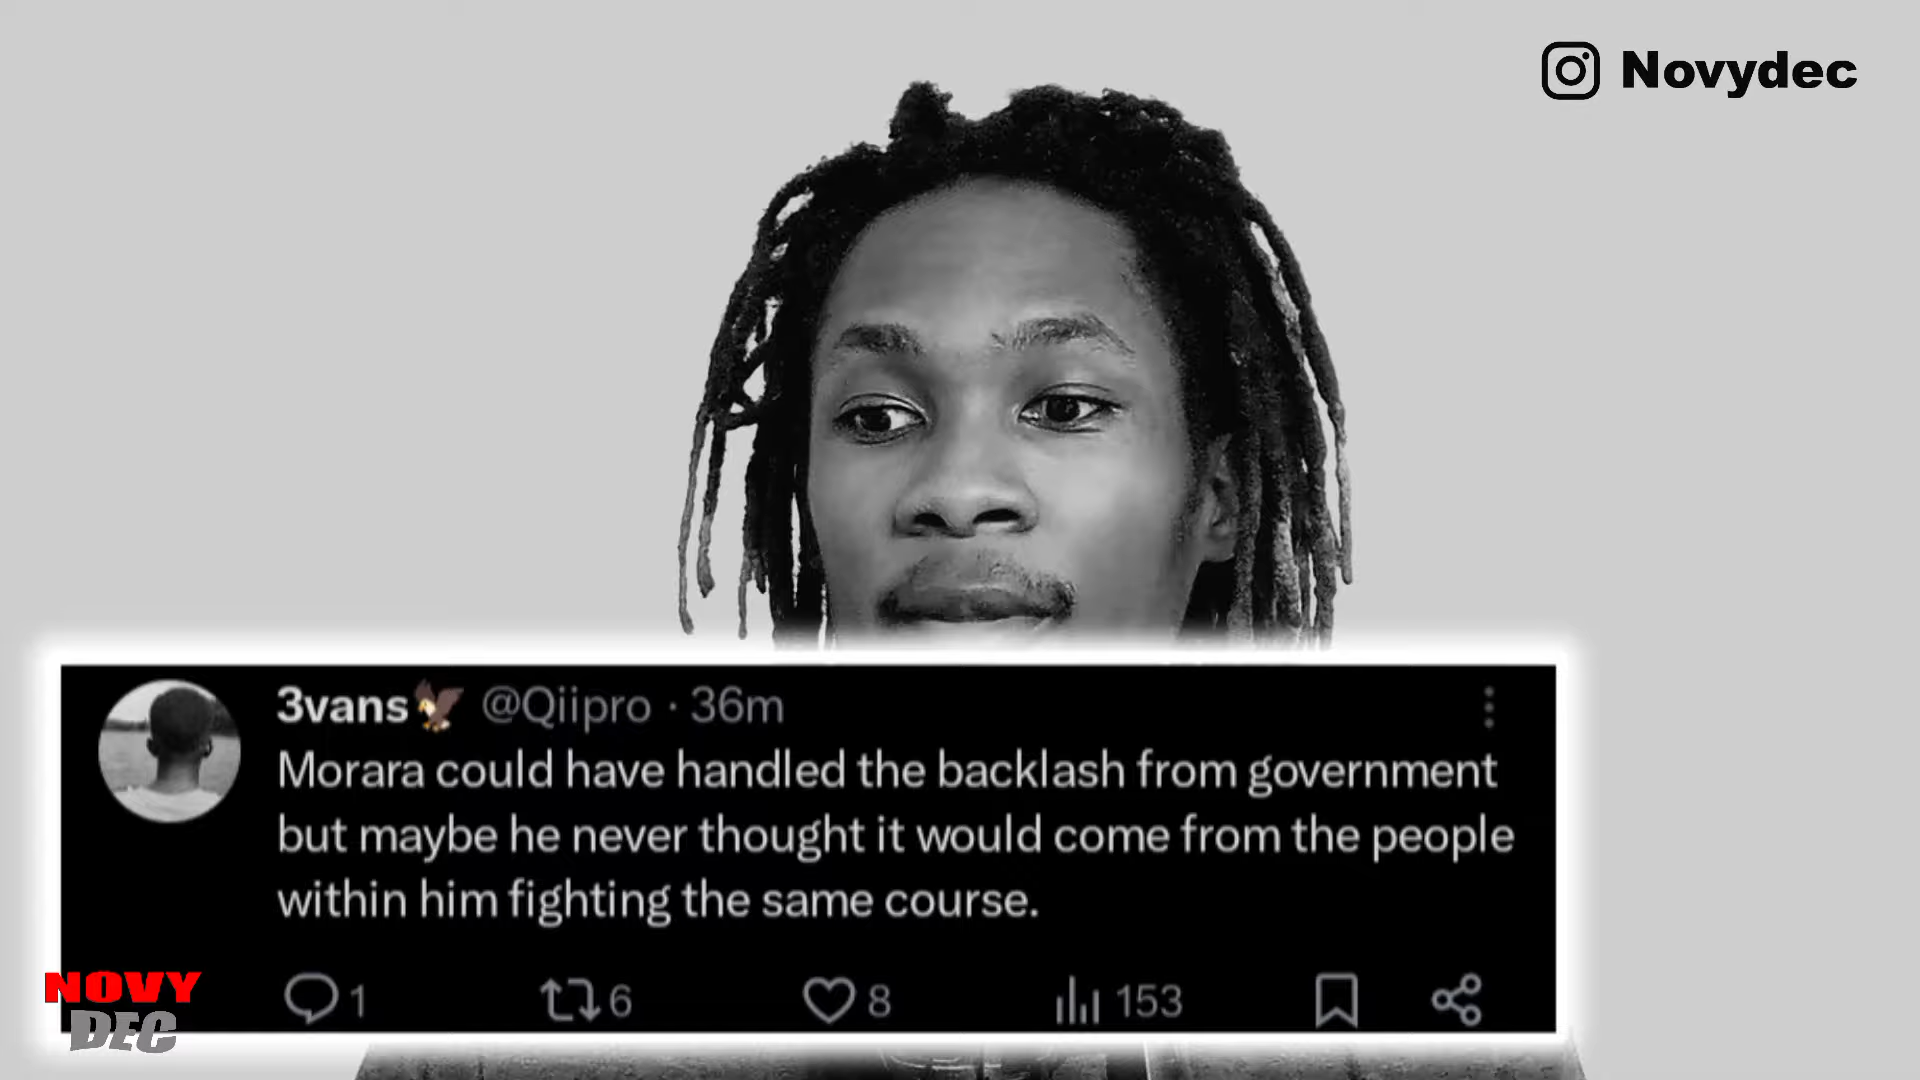 Novydec
3vans🦅 @Qiipro · 36m
Morara could have handled the backlash from government
but maybe he never thought it would come from the people
within him fighting the same course.
1 6 8 153
NOVY
DEC